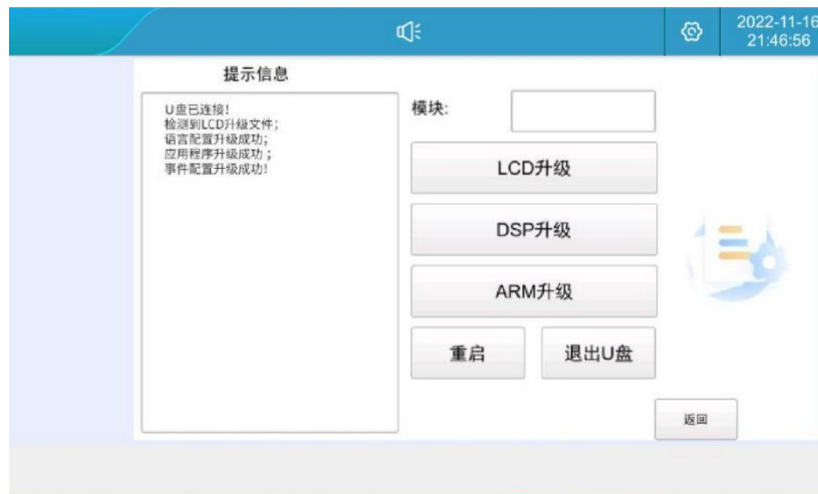 2022-11-16
21:46:56
提示信息
U盘已连接!
检测到LCD升级文件;
语言配置升级成功;
应用程序升级成功 ;
事件配置升级成功!
模块:
LCD升级
DSP升级
ARM升级
重启
退出U盘
返回